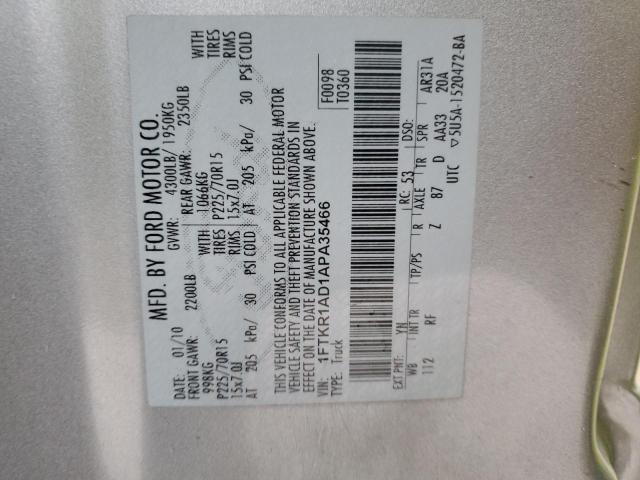 MFD. BY FORD MOTOR CO.
DATE: 01/10
GVWR: 4300LB/ 1950KG
FRONT GAWR: 2200LB
REAR GAWR: 2350LB
998KG WITH
1066KG WITH
P225/70R15 TIRES
P225/70R15 TIRES
15x7.0J RIMS
15x7.0J RIMS
AT 205 kPa/ 30 PSI COLD
AT 205 kPa/ 30 PSI COLD
THIS VEHICLE CONFORMS TO ALL APPLICABLE FEDERAL MOTOR
VEHICLE SAFETY AND THEFT PREVENTION STANDARDS IN
EFFECT ON THE DATE OF MANUFACTURE SHOWN ABOVE.
VIN: 1FTKR1AD1APA35466
TYPE: Truck
F0098
T0360
EXT PNT: YN RC: 53 DSO:
WB INT TR TP/PS R AXLE TR SPR AR31A
112 RF Z 87 D AA33 20A
UTC ▽5U5A-1520472-BA